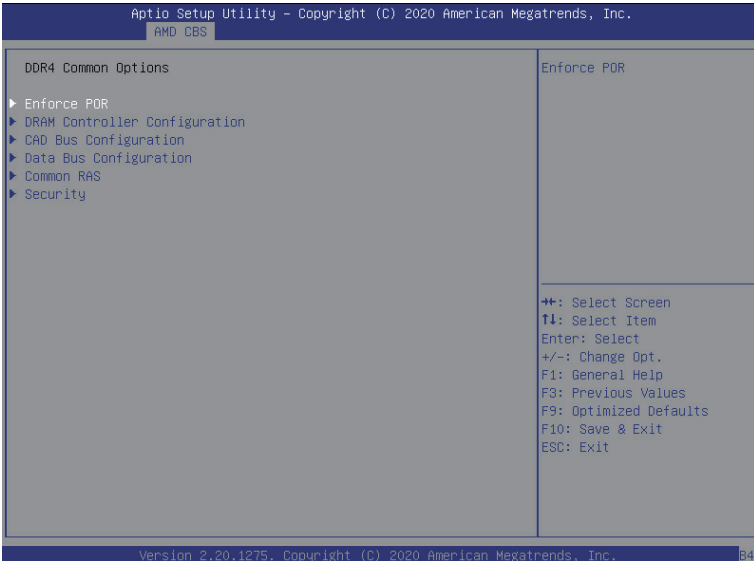 Aptio Setup Utility – Copyright (C) 2020 American Megatrends, Inc.
AMD CBS
DDR4 Common Options
Enforce POR
DRAM Controller Configuration
CAD Bus Configuration
Data Bus Configuration
Common RAS
Security
Enforce POR
→←: Select Screen
↑↓: Select Item
Enter: Select
+/-: Change Opt.
F1: General Help
F3: Previous Values
F9: Optimized Defaults
F10: Save & Exit
ESC: Exit
Version 2.20.1275. Copyright (C) 2020 American Megatrends, Inc.
B4